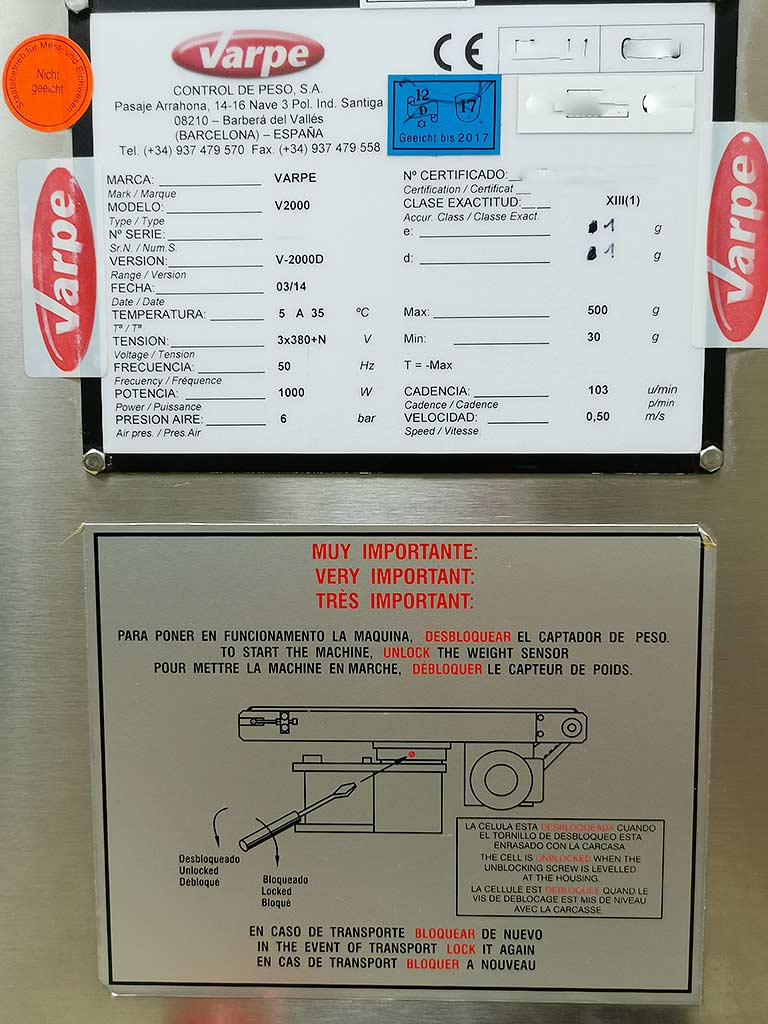 Staatsbetrieb für Mess- und Eichwesen
Nicht
geeicht
varpe
CE
CONTROL DE PESO, S.A.
Pasaje Arrahona, 14-16 Nave 3 Pol. Ind. Santiga
08210 – Barberá del Vallés
(BARCELONA) – ESPAÑA
Tel. (+34) 937 479 570 Fax. (+34) 937 479 558
12
D
17
Geeicht bis 2017
varpe
varpe
MARCA: VARPE
Mark / Marque
MODELO: V2000
Type / Type
Nº SERIE:
Sr.N. / Num.S.
VERSION: V-2000D
Range / Version
FECHA: 03/14
Date / Date
TEMPERATURA: 5 A 35 ºC
Tª / Tª
TENSION: 3x380+N V
Voltage / Tension
FRECUENCIA: 50 Hz
Frecuency / Fréquence
POTENCIA: 1000 W
Power / Puissance
PRESION AIRE: 6 bar
Air pres. / Pres.Air
Nº CERTIFICADO:
Certification / Certificat
CLASE EXACTITUD: XIII(1)
Accur. Class / Classe Exact.
e: 1 g
d: 1 g
Max: 500 g
Min: 30 g
T = -Max
CADENCIA: 103 u/min
Cadence / Cadence p/min
VELOCIDAD: 0,50 m/s
Speed / Vitesse
MUY IMPORTANTE:
VERY IMPORTANT:
TRÈS IMPORTANT:
PARA PONER EN FUNCIONAMENTO LA MAQUINA, DESBLOQUEAR EL CAPTADOR DE PESO.
TO START THE MACHINE, UNLOCK THE WEIGHT SENSOR
POUR METTRE LA MACHINE EN MARCHE, DÉBLOQUER LE CAPTEUR DE POIDS.
Desbloqueado
Unlocked
Débloqué
Bloqueado
Locked
Bloqué
LA CELULA ESTA DESBLOQUEADA CUANDO
EL TORNILLO DE DESBLOQUEO ESTA
ENRASADO CON LA CARCASA
THE CELL IS UNBLOCKED WHEN THE
UNBLOCKING SCREW IS LEVELLED
AT THE HOUSING.
LA CELLULE EST DEBLOQUEE QUAND LE
VIS DE DEBLOCAGE EST MIS DE NIVEAU
AVEC LA CARCASSE
EN CASO DE TRANSPORTE BLOQUEAR DE NUEVO
IN THE EVENT OF TRANSPORT LOCK IT AGAIN
EN CAS DE TRANSPORT BLOQUER A NOUVEAU